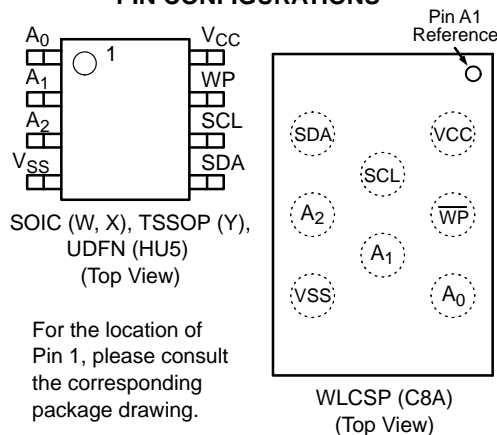 PIN CONFIGURATIONS
A0
A1
A2
VSS
1
VCC
WP
SCL
SDA
SOIC (W, X), TSSOP (Y),
UDFN (HU5)
(Top View)
For the location of
Pin 1, please consult
the corresponding
package drawing.
Pin A1
Reference
SDA
VCC
SCL
A2
WP
A1
VSS
A0
WLCSP (C8A)
(Top View)